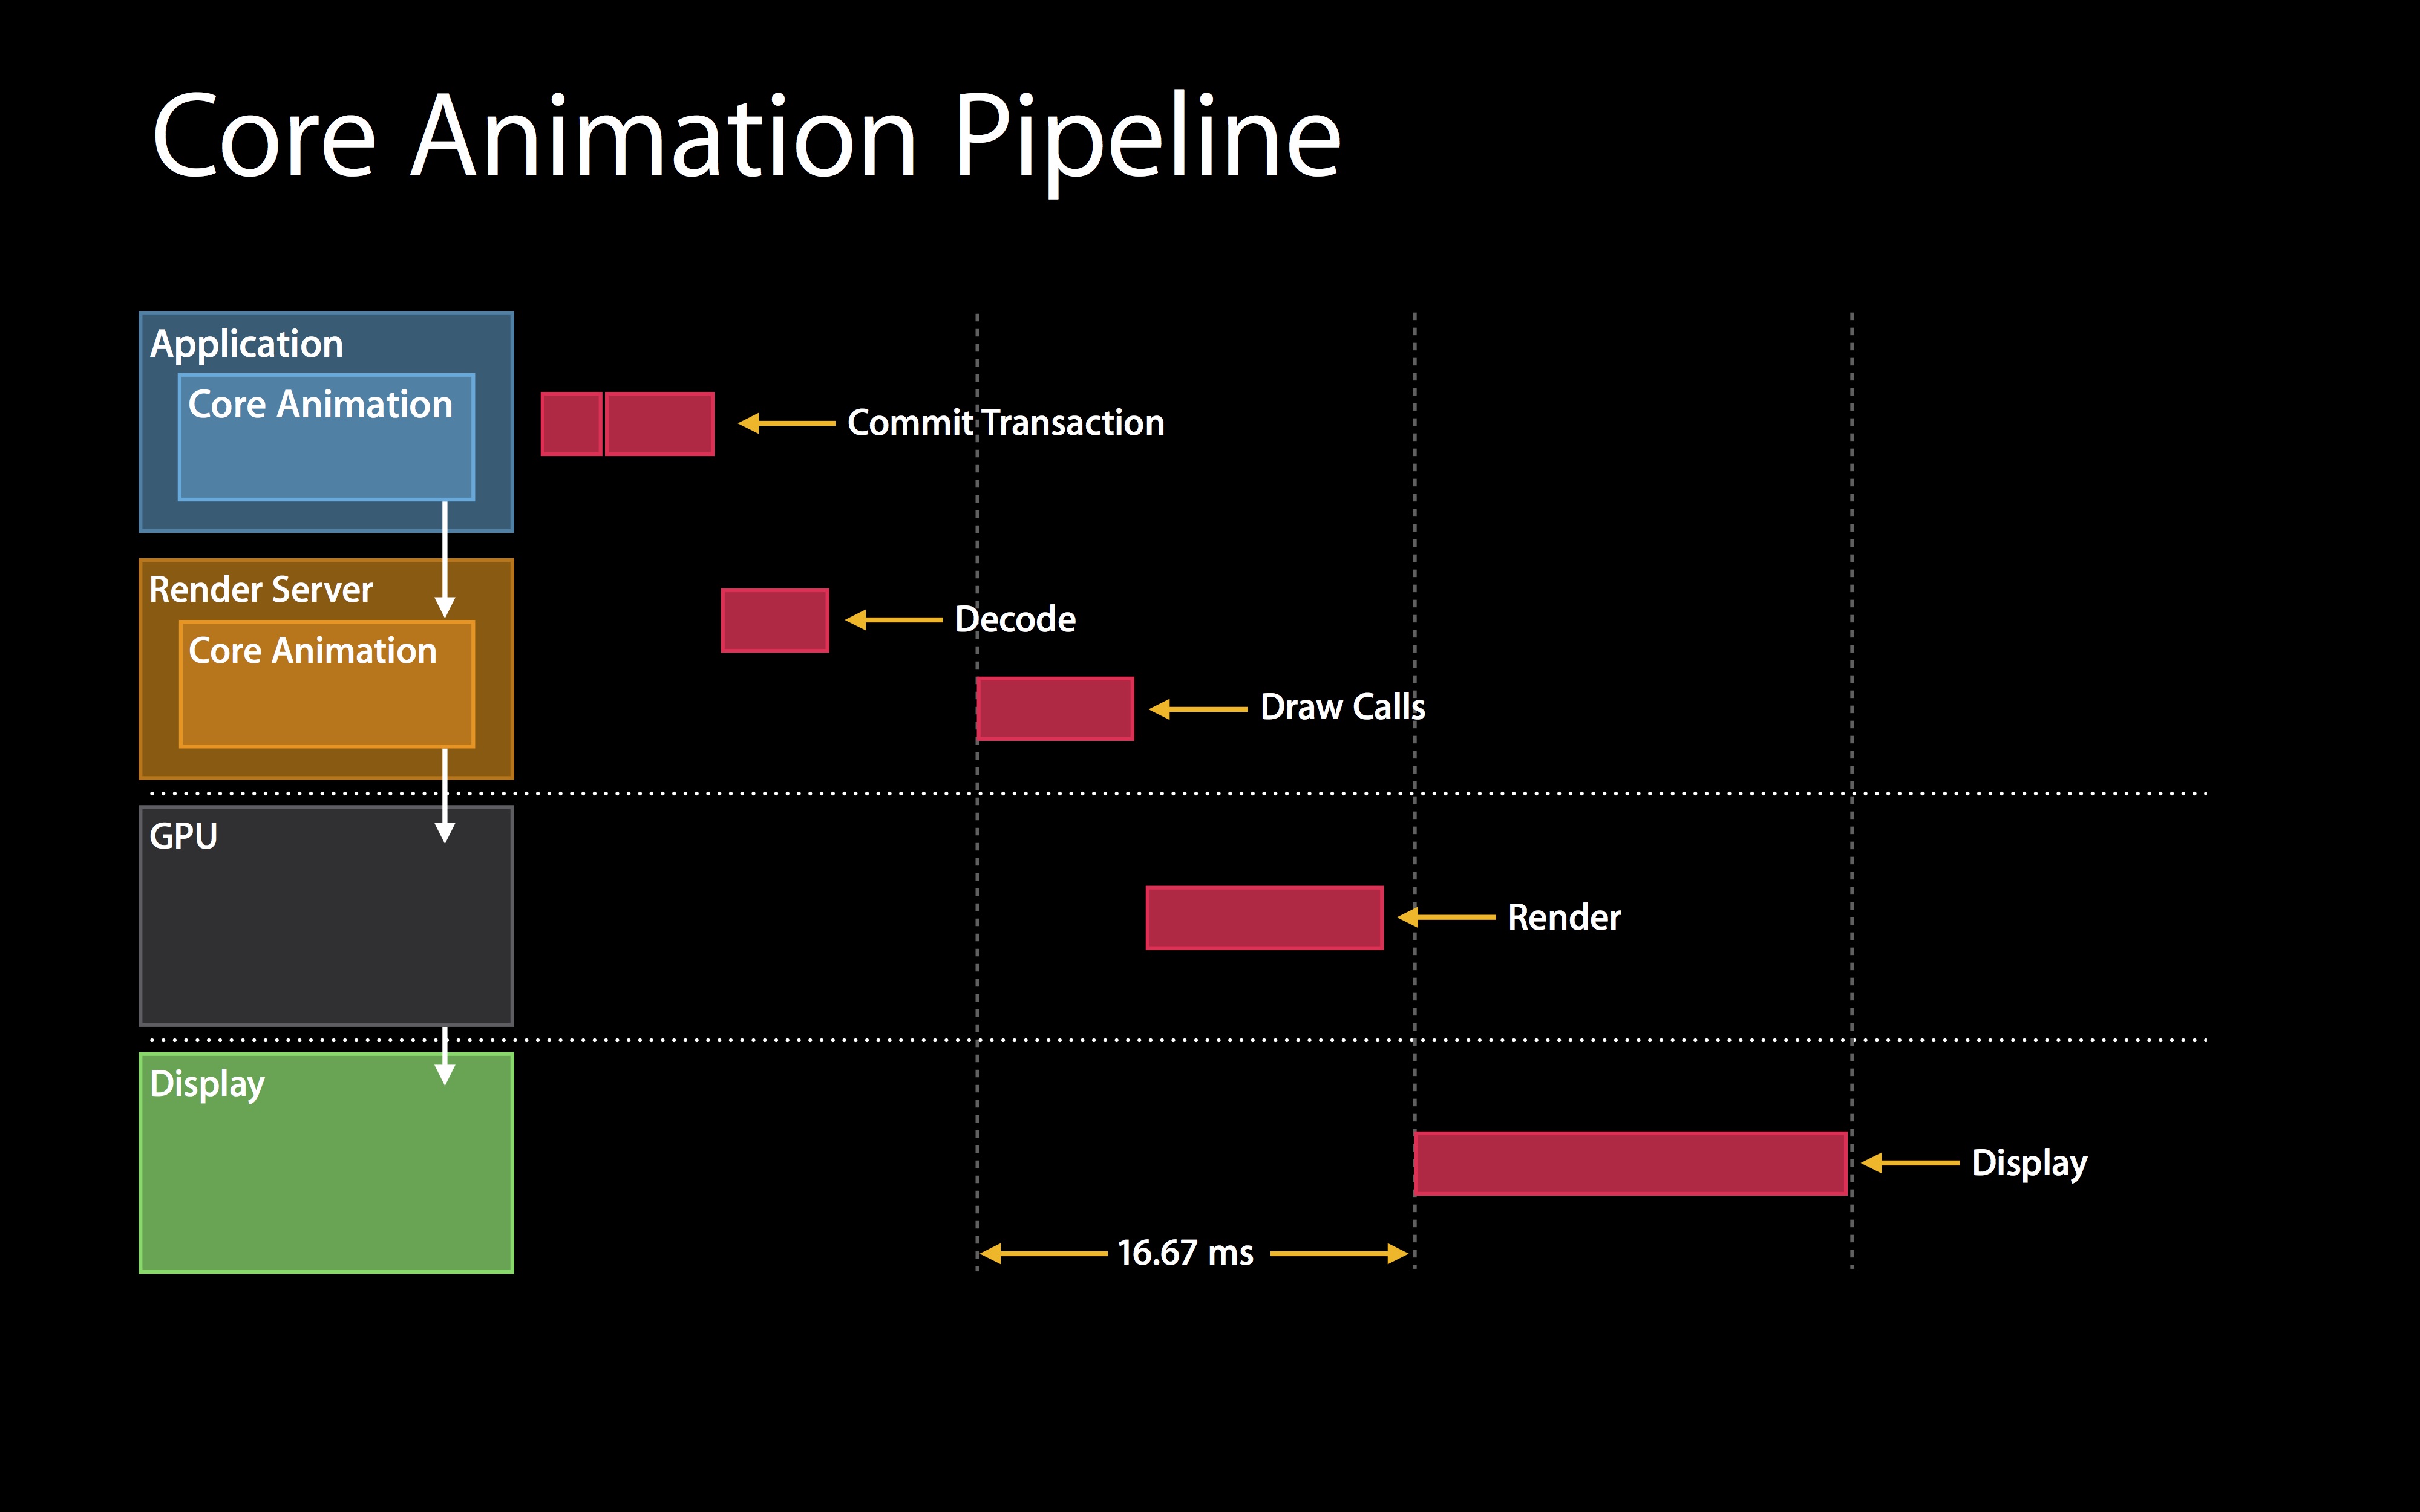 Core Animation Pipeline
Application
Core Animation
Commit Transaction
Render Server
Decode
Core Animation
Draw Calls
GPU
Render
Display
Display
16.67 ms